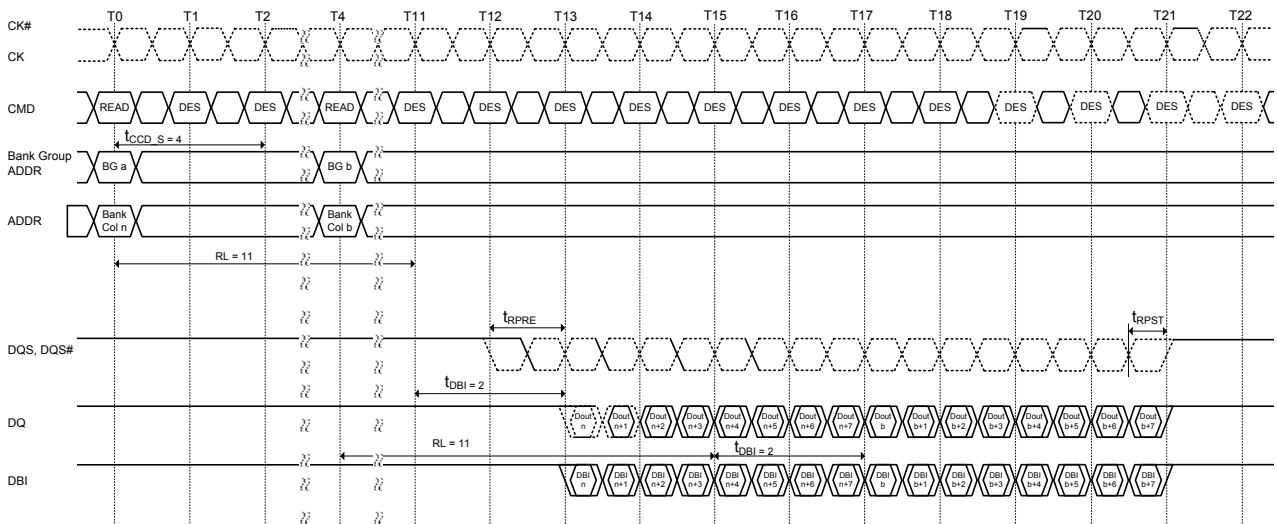 T0 T1 T2 T4 T11 T12 T13 T14 T15 T16 T17 T18 T19 T20 T21 T22
CK#
CK
CMD READ DES DES READ DES DES DES DES DES DES DES DES DES DES DES DES
tCCD_S = 4
Bank Group
ADDR
BG a BG b
ADDR
Bank
Col n
Bank
Col b
RL = 11
tRPRE tRPST
DQS, DQS#
tDBI = 2
DQ
Dout
n
Dout
n+1
Dout
n+2
Dout
n+3
Dout
n+4
Dout
n+5
Dout
n+6
Dout
n+7
Dout
b
Dout
b+1
Dout
b+2
Dout
b+3
Dout
b+4
Dout
b+5
Dout
b+6
Dout
b+7
RL = 11 tDBI = 2
DBI
DBI
n
DBI
n+1
DBI
n+2
DBI
n+3
DBI
n+4
DBI
n+5
DBI
n+6
DBI
n+7
DBI
b
DBI
b+1
DBI
b+2
DBI
b+3
DBI
b+4
DBI
b+5
DBI
b+6
DBI
b+7